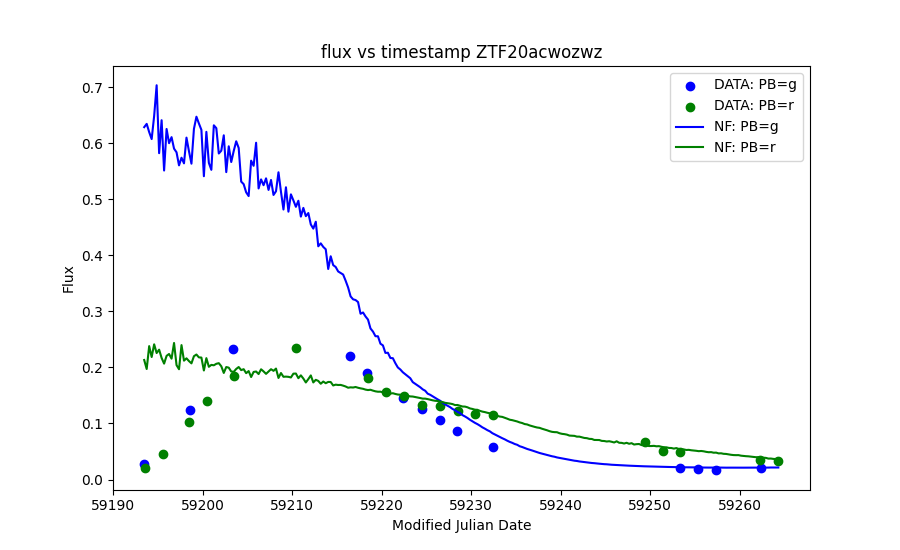 flux vs timestamp ZTF20acwozwz
DATA: PB=g
DATA: PB=r
NF: PB=g
NF: PB=r
Flux
0.7
0.6
0.5
0.4
0.3
0.2
0.1
0.0
59190 59200 59210 59220 59230 59240 59250 59260
Modified Julian Date